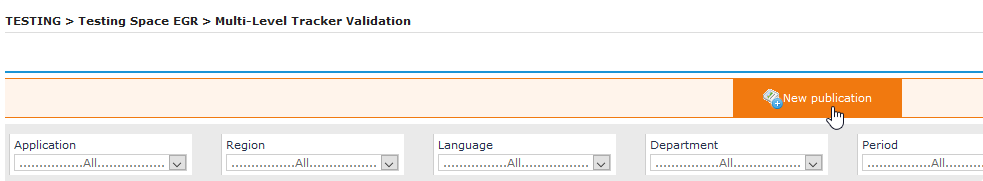 TESTING > Testing Space EGR > Multi-Level Tracker Validation
New publication
Application Region Language Department Period
...............All............... ...............All............... ...............All............... ...............All............... ...............All